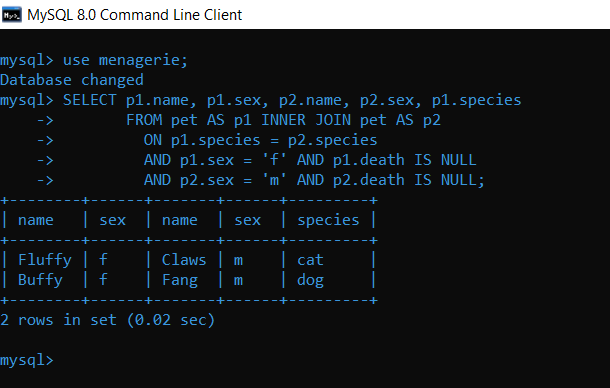 MySQL 8.0 Command Line Client
mysql> use menagerie;
Database changed
mysql> SELECT p1.name, p1.sex, p2.name, p2.sex, p1.species
    ->        FROM pet AS p1 INNER JOIN pet AS p2
    ->          ON p1.species = p2.species
    ->          AND p1.sex = 'f' AND p1.death IS NULL
    ->          AND p2.sex = 'm' AND p2.death IS NULL;
+--------+------+--------+------+---------+
| name   | sex  | name   | sex  | species |
+--------+------+--------+------+---------+
| Fluffy | f    | Claws  | m    | cat     |
| Buffy  | f    | Fang   | m    | dog     |
+--------+------+--------+------+---------+
2 rows in set (0.02 sec)
mysql>